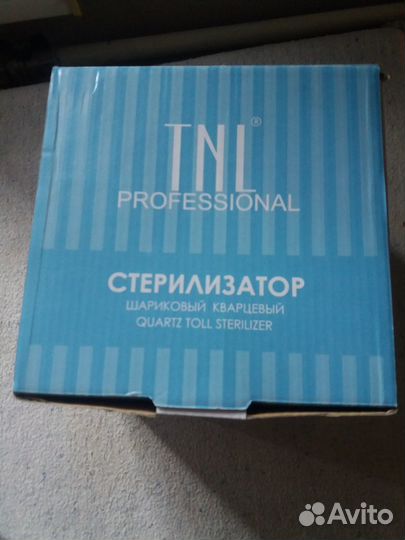 TNL®
PROFESSIONAL
СТЕРИЛИЗАТОР
ШАРИКОВЫЙ КВАРЦЕВЫЙ
QUARTZ TOLL STERILIZER
Avito